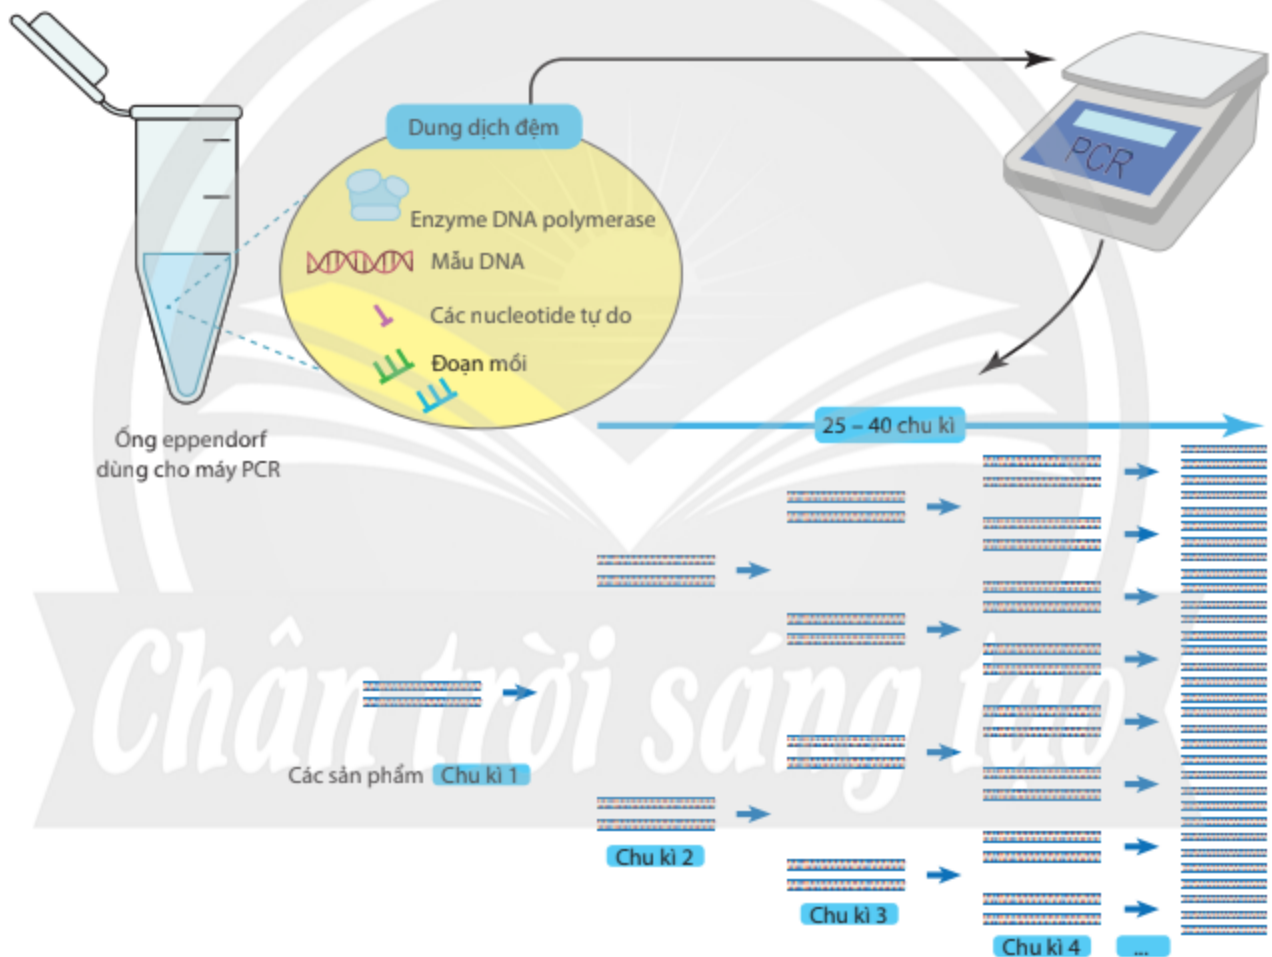 Dung dịch đệm
Enzyme DNA polymerase
Mẫu DNA
Các nucleotide tự do
Đoạn mồi
PCR
Ống eppendorf
dùng cho máy PCR
25 – 40 chu kì
Chân trời sáng tạo
Các sản phẩm Chu kì 1
Chu kì 2
Chu kì 3
Chu kì 4
...